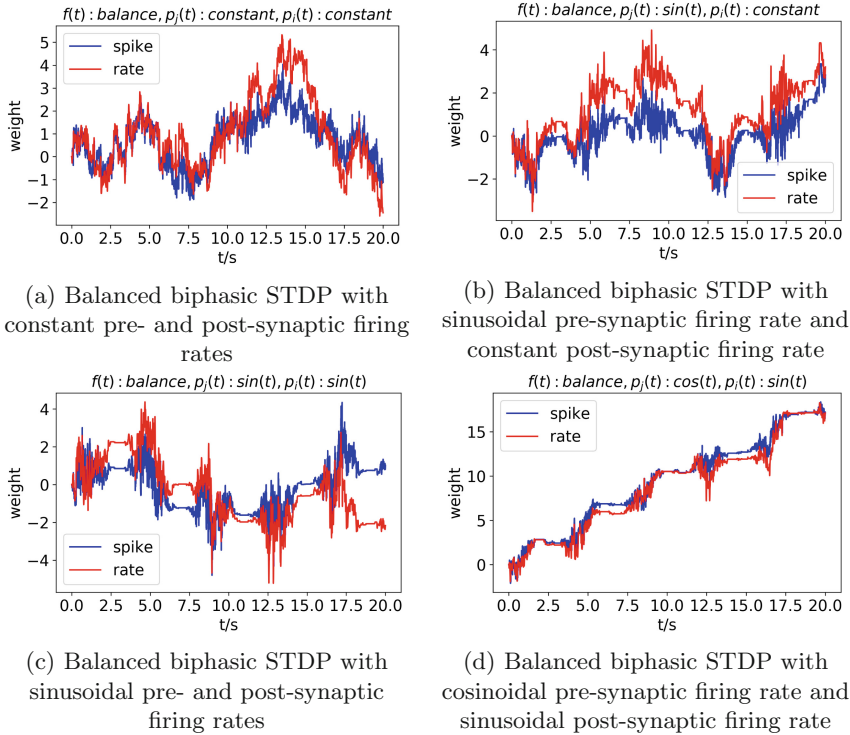 f(t) : balance, p_j(t) : constant, p_i(t) : constant
weight
5
4
3
2
1
0
−1
−2
spike
rate
0.0 2.5 5.0 7.5 10.0 12.5 15.0 17.5 20.0
t/s
(a) Balanced biphasic STDP with
constant pre- and post-synaptic firing
rates
f(t) : balance, p_j(t) : sin(t), p_i(t) : constant
weight
4
2
0
−2
spike
rate
0.0 2.5 5.0 7.5 10.0 12.5 15.0 17.5 20.0
t/s
(b) Balanced biphasic STDP with
sinusoidal pre-synaptic firing rate and
constant post-synaptic firing rate
f(t) : balance, p_j(t) : sin(t), p_i(t) : sin(t)
weight
4
2
0
−2
−4
spike
rate
0.0 2.5 5.0 7.5 10.0 12.5 15.0 17.5 20.0
t/s
(c) Balanced biphasic STDP with
sinusoidal pre- and post-synaptic
firing rates
f(t) : balance, p_j(t) : cos(t), p_i(t) : sin(t)
weight
15
10
5
0
spike
rate
0.0 2.5 5.0 7.5 10.0 12.5 15.0 17.5 20.0
t/s
(d) Balanced biphasic STDP with
cosinoidal pre-synaptic firing rate and
sinusoidal post-synaptic firing rate